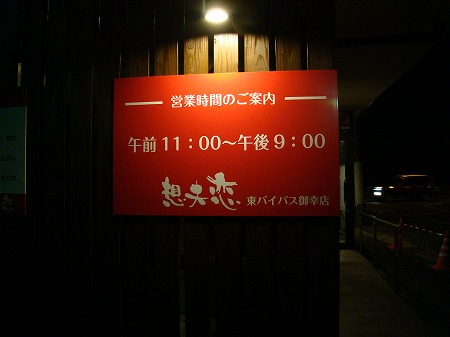 営業時間のご案内
午前11：00～午後9：00
想夫恋 東バイパス御幸店